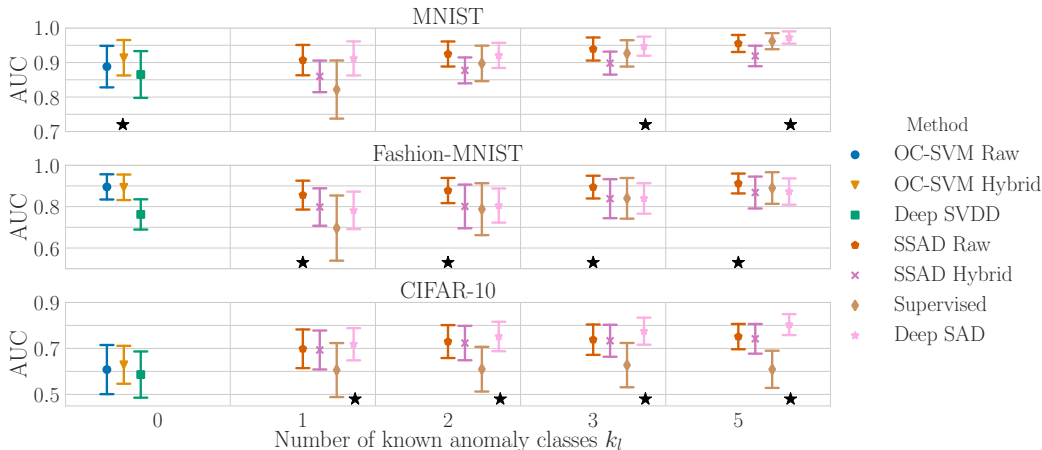 MNIST
AUC
1.0
0.9
0.8
0.7
Fashion-MNIST
AUC
1.0
0.8
0.6
CIFAR-10
AUC
0.9
0.7
0.5
0 1 2 3 5
Number of known anomaly classes k_l
Method
OC-SVM Raw
OC-SVM Hybrid
Deep SVDD
SSAD Raw
SSAD Hybrid
Supervised
Deep SAD